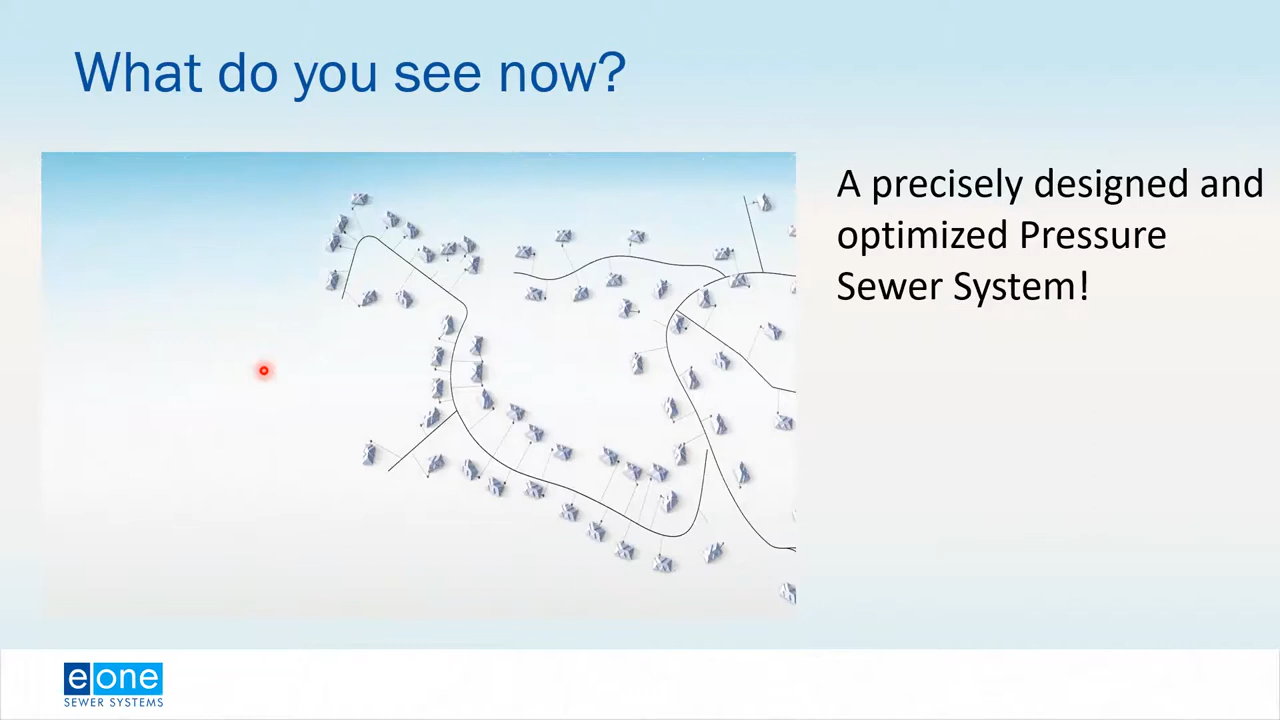 What do you see now?
A precisely designed and
optimized Pressure
Sewer System!
eone
SEWER SYSTEMS